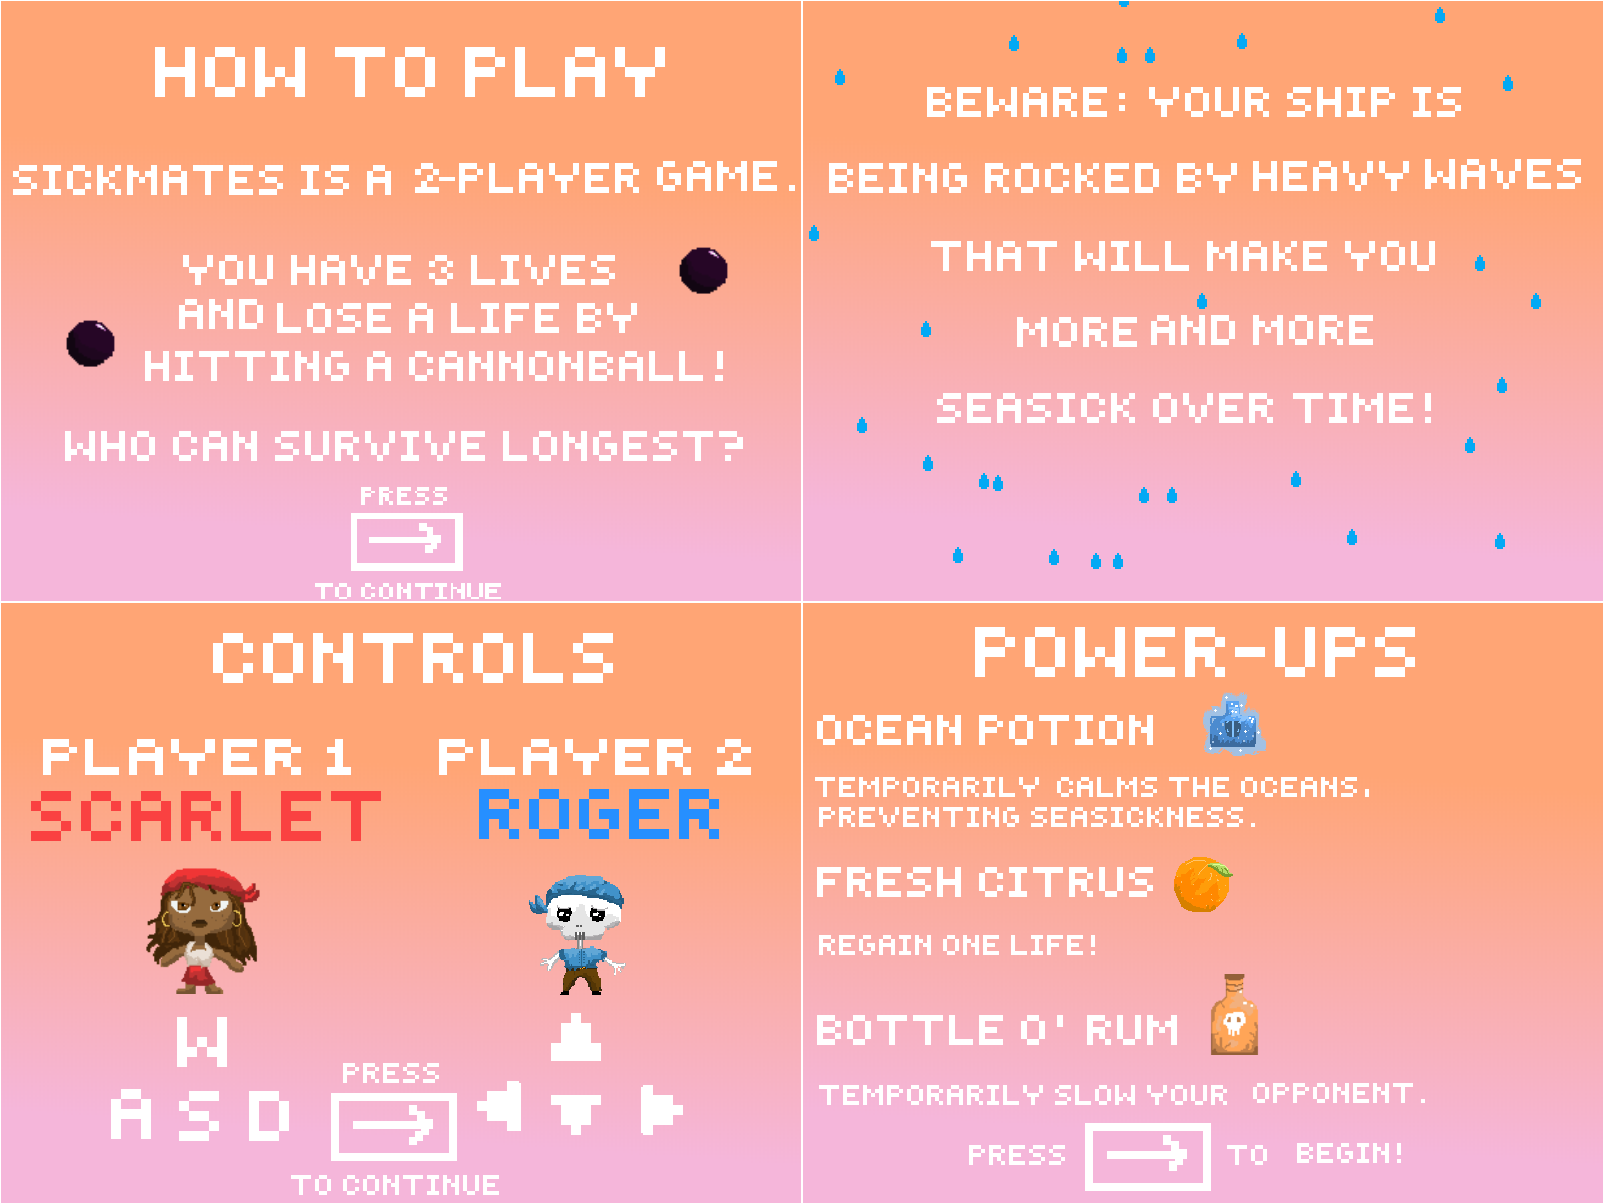 HOW TO PLAY
SICKMATES IS A 2-PLAYER GAME.
YOU HAVE 3 LIVES
AND LOSE A LIFE BY
HITTING A CANNONBALL!
WHO CAN SURVIVE LONGEST?
PRESS
TO CONTINUE
BEWARE: YOUR SHIP IS
BEING ROCKED BY HEAVY WAVES
THAT WILL MAKE YOU
MORE AND MORE
SEASICK OVER TIME!
CONTROLS
PLAYER 1 PLAYER 2
SCARLET ROGER
W
A S D
PRESS
TO CONTINUE
POWER-UPS
OCEAN POTION
TEMPORARILY CALMS THE OCEANS,
PREVENTING SEASICKNESS.
FRESH CITRUS
REGAIN ONE LIFE!
BOTTLE O' RUM
TEMPORARILY SLOW YOUR OPPONENT.
PRESS TO BEGIN!